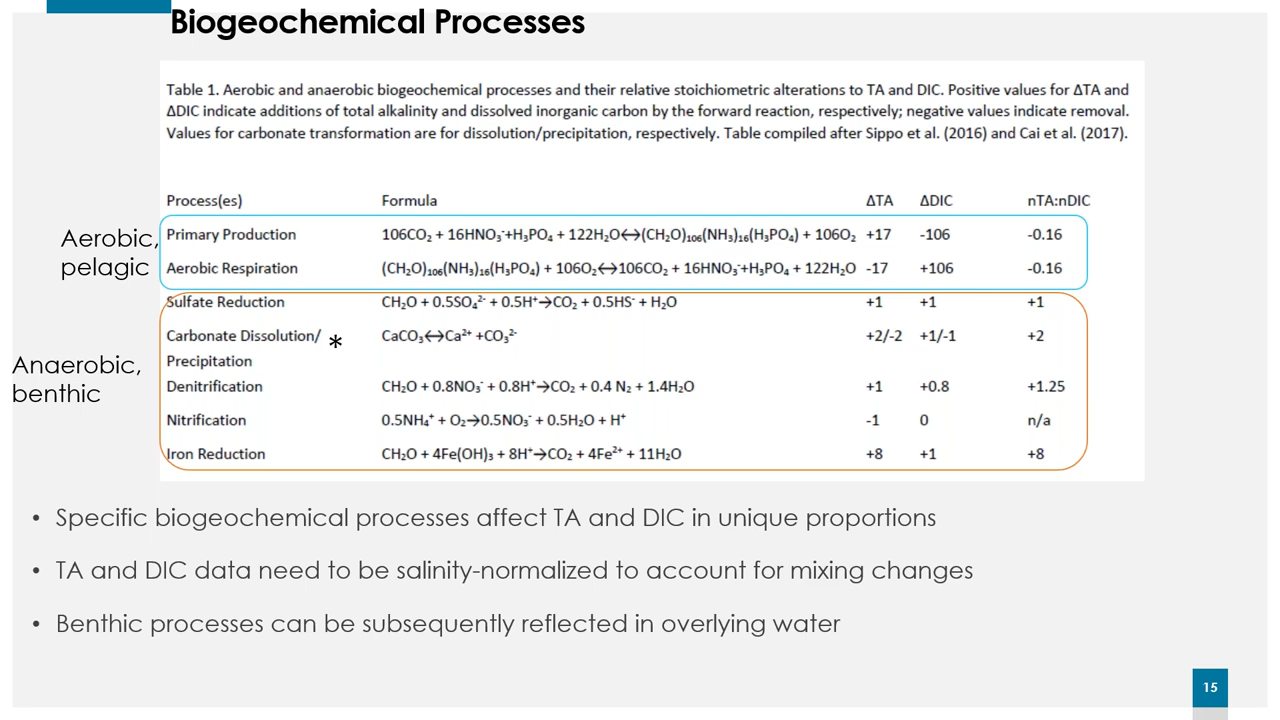 Biogeochemical Processes
Table 1. Aerobic and anaerobic biogeochemical processes and their relative stoichiometric alterations to TA and DIC. Positive values for ΔTA and
ΔDIC indicate additions of total alkalinity and dissolved inorganic carbon by the forward reaction, respectively; negative values indicate removal.
Values for carbonate transformation are for dissolution/precipitation, respectively. Table compiled after Sippo et al. (2016) and Cai et al. (2017).
Process(es) Formula ΔTA ΔDIC nTA:nDIC
Aerobic,
pelagic
Primary Production 106CO₂ + 16HNO₃⁻+H₃PO₄ + 122H₂O↔(CH₂O)₁₀₆(NH₃)₁₆(H₃PO₄) + 106O₂ +17 -106 -0.16
Aerobic Respiration (CH₂O)₁₀₆(NH₃)₁₆(H₃PO₄) + 106O₂↔106CO₂ + 16HNO₃⁻+H₃PO₄ + 122H₂O -17 +106 -0.16
Anaerobic,
benthic
Sulfate Reduction CH₂O + 0.5SO₄²⁻ + 0.5H⁺→CO₂ + 0.5HS⁻ + H₂O +1 +1 +1
Carbonate Dissolution/ * CaCO₃↔Ca²⁺ +CO₃²⁻ +2/-2 +1/-1 +2
Precipitation
Denitrification CH₂O + 0.8NO₃⁻ + 0.8H⁺→CO₂ + 0.4 N₂ + 1.4H₂O +1 +0.8 +1.25
Nitrification 0.5NH₄⁺ + O₂→0.5NO₃⁻ + 0.5H₂O + H⁺ -1 0 n/a
Iron Reduction CH₂O + 4Fe(OH)₃ + 8H⁺→CO₂ + 4Fe²⁺ + 11H₂O +8 +1 +8
• Specific biogeochemical processes affect TA and DIC in unique proportions
• TA and DIC data need to be salinity-normalized to account for mixing changes
• Benthic processes can be subsequently reflected in overlying water
15